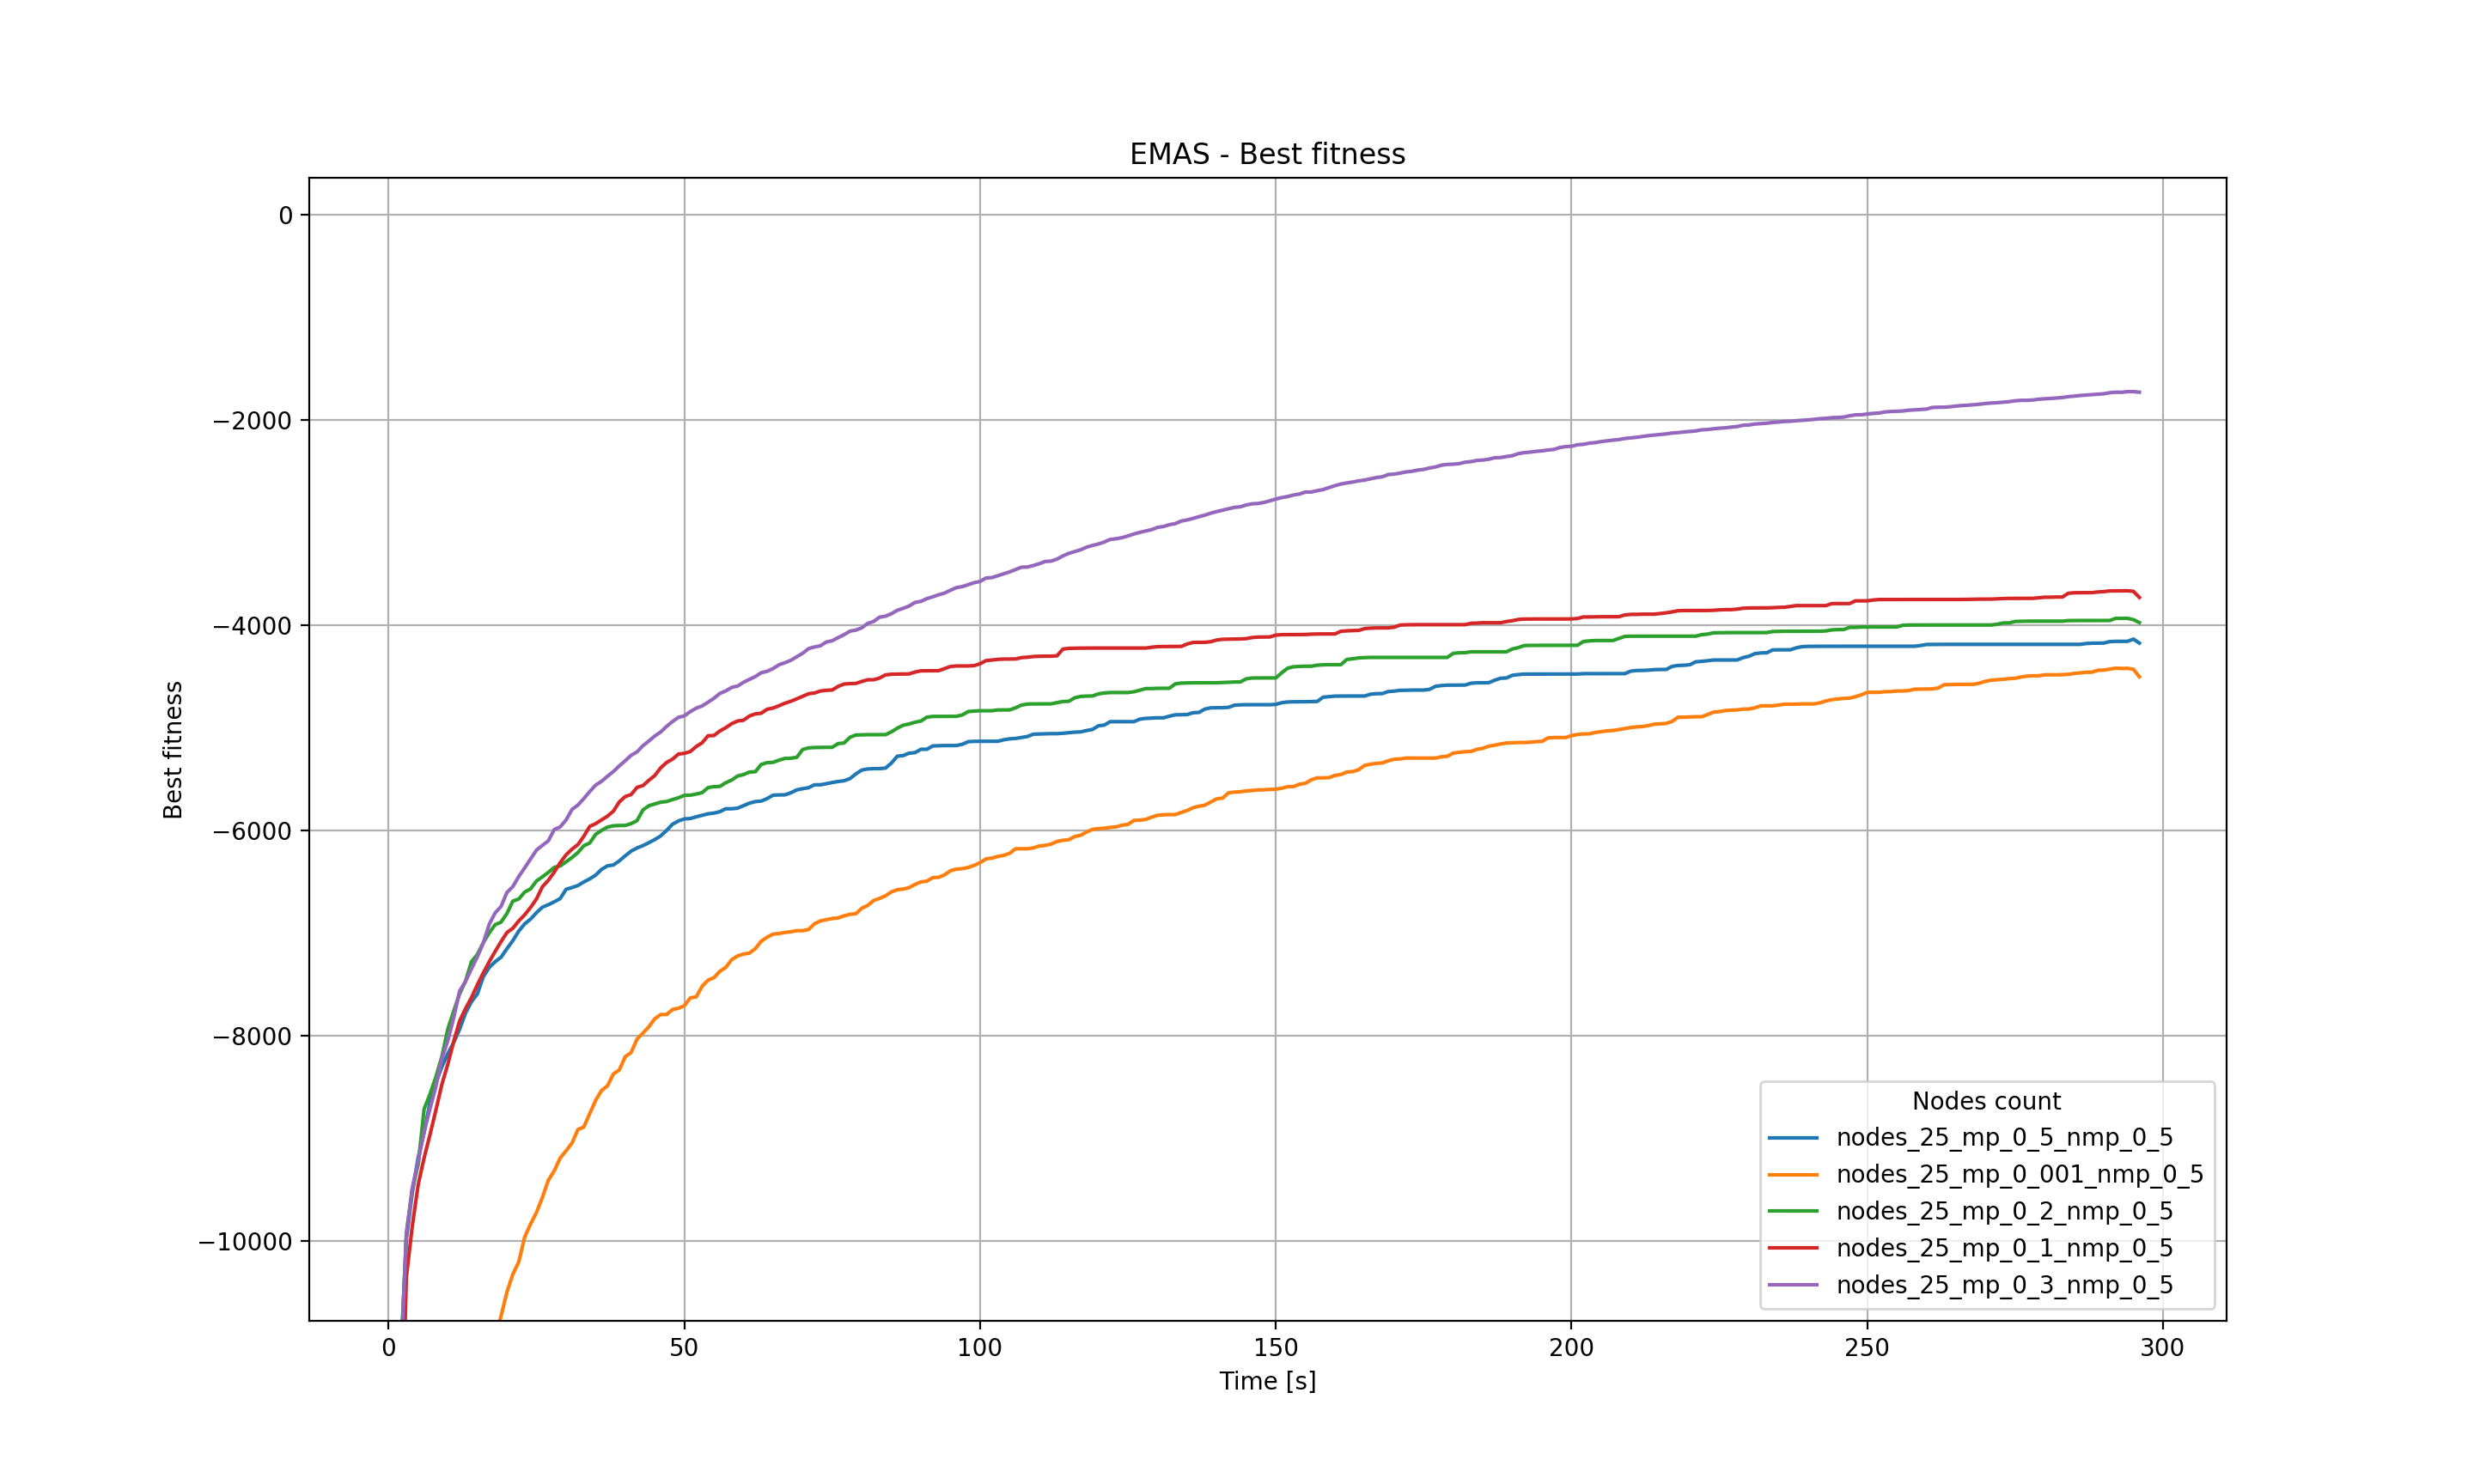 EMAS - Best fitness
0
−2000
−4000
−6000
−8000
−10000
Best fitness
0 50 100 150 200 250 300
Time [s]
Nodes count
nodes_25_mp_0_5_nmp_0_5
nodes_25_mp_0_001_nmp_0_5
nodes_25_mp_0_2_nmp_0_5
nodes_25_mp_0_1_nmp_0_5
nodes_25_mp_0_3_nmp_0_5